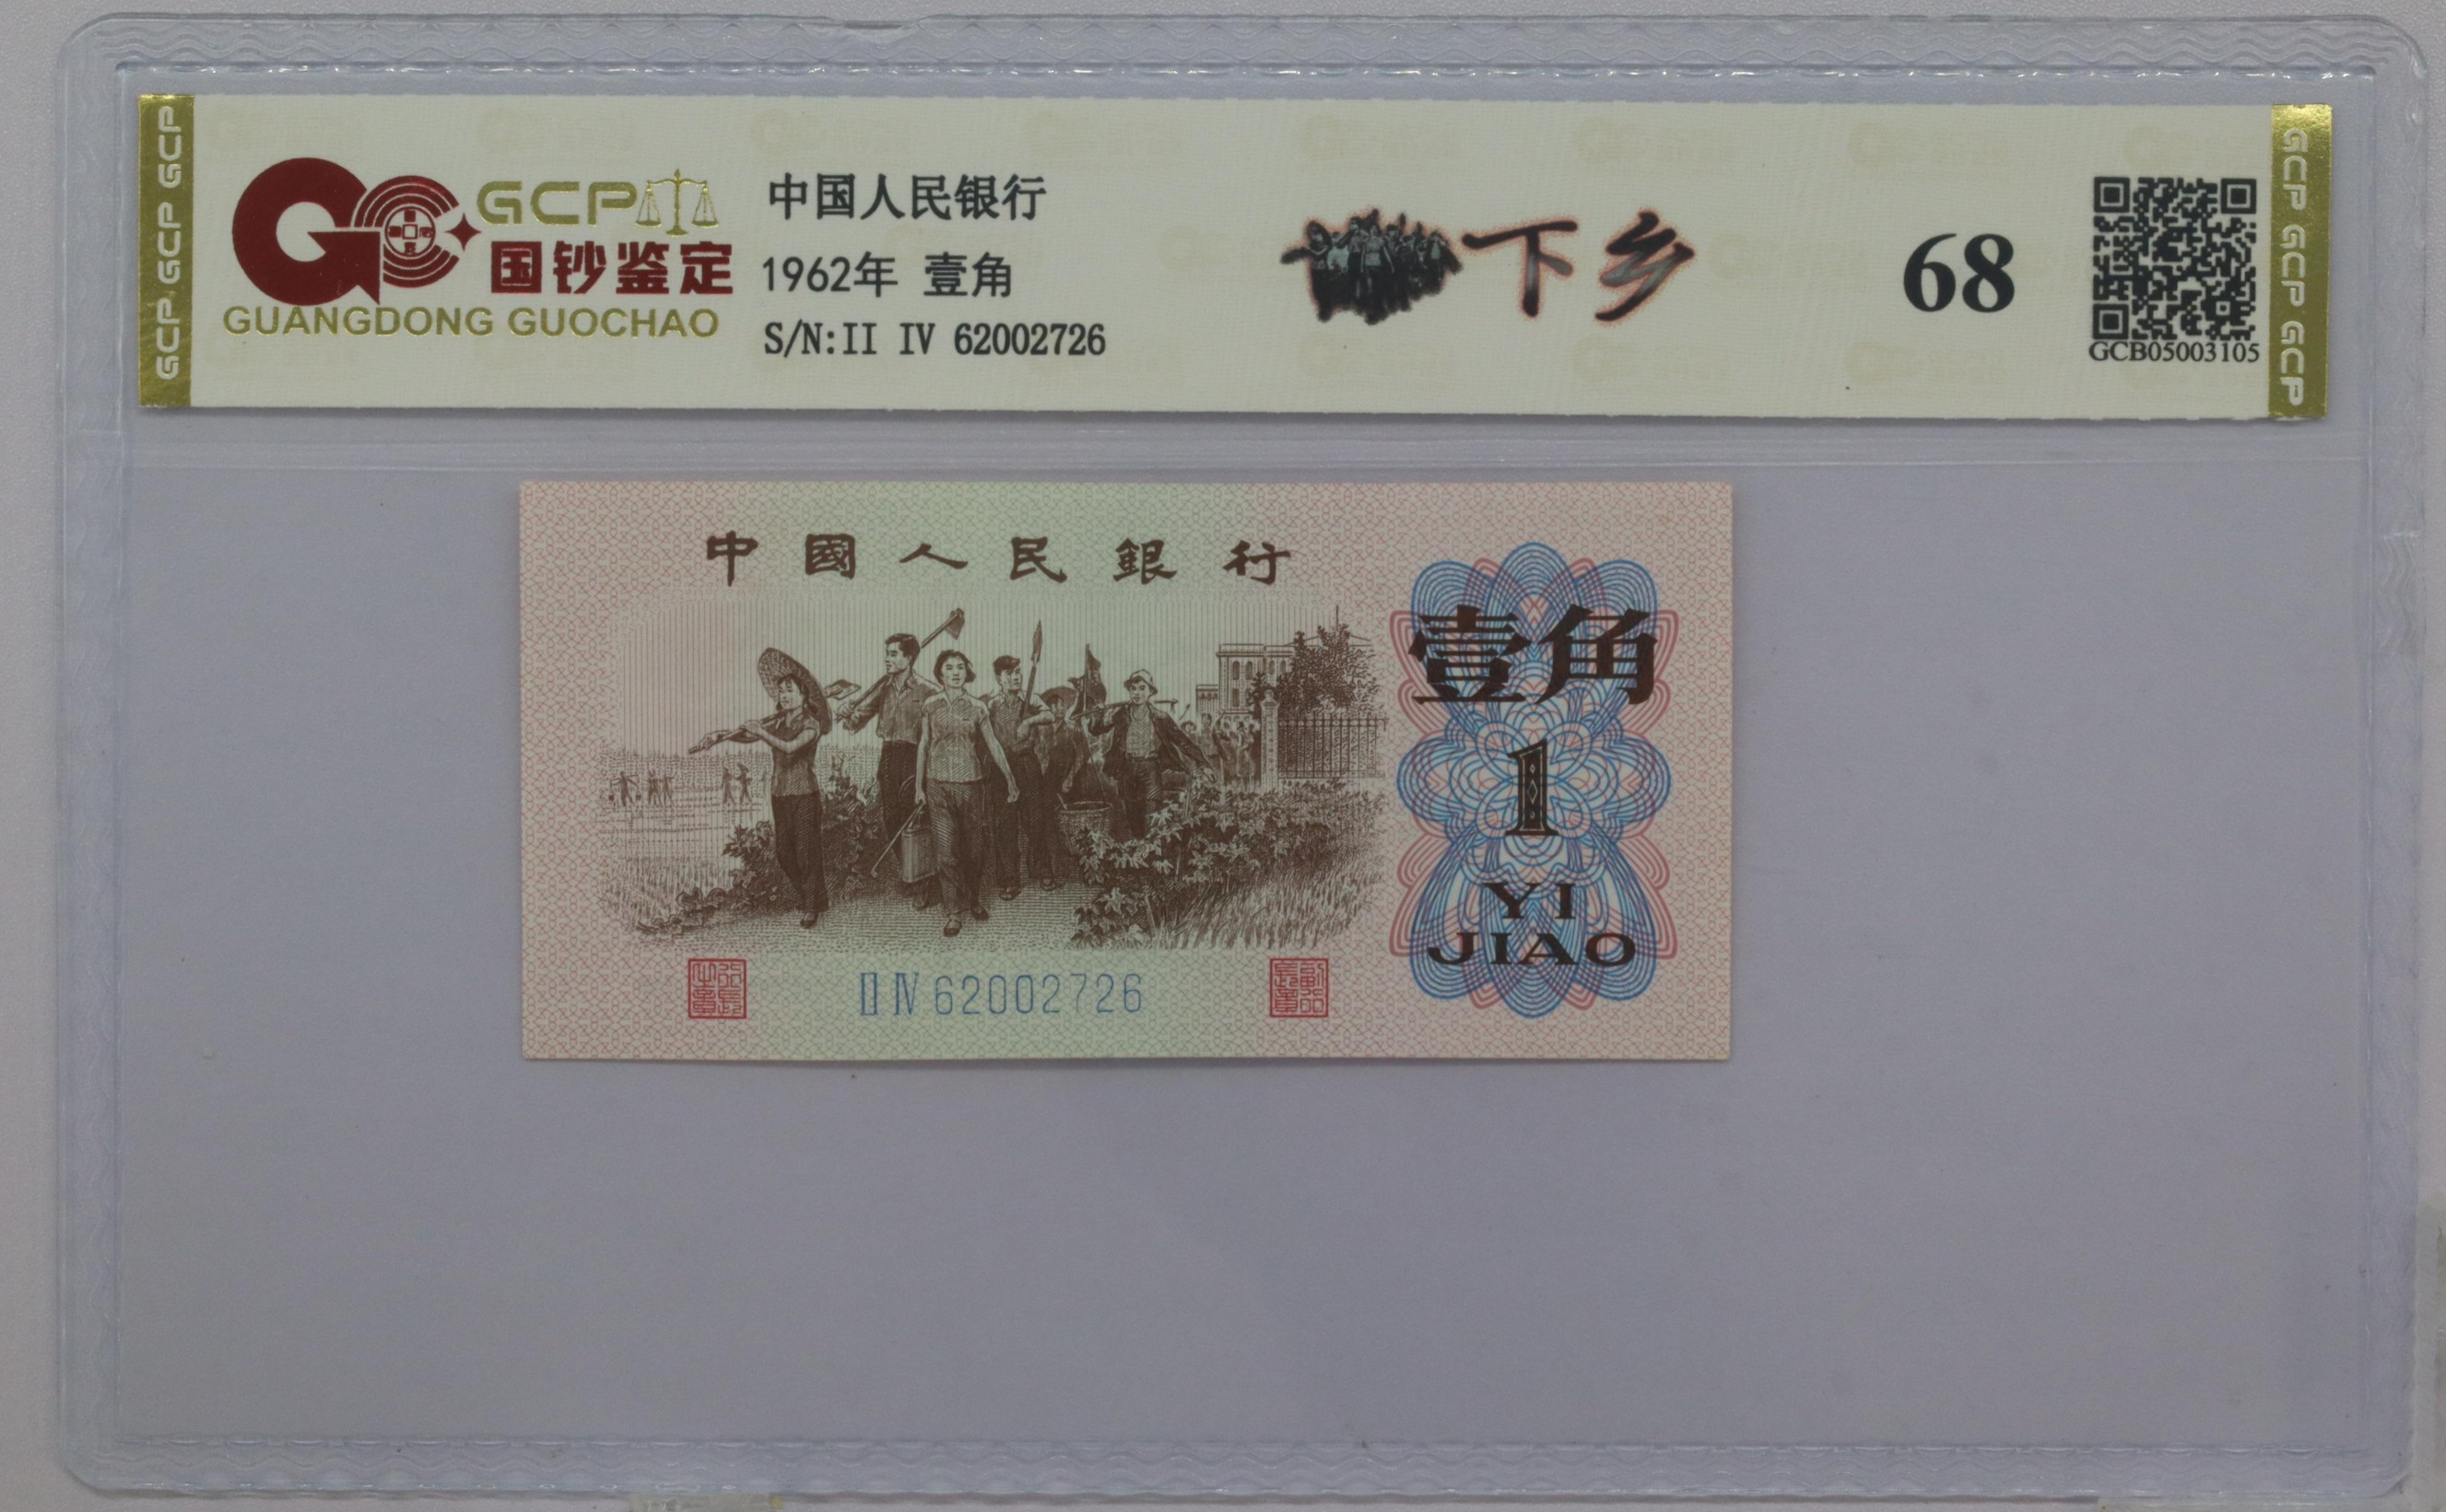 GCP GCP GCP
GCP
国钞鉴定
GUANGDONG GUOCHAO
中国人民银行
1962年 壹角
S/N:II IV 62002726
下乡
68
GCB05003105
GCP GCP GCP
中國人民銀行
壹角
1
YI
JIAO
II IV 62002726